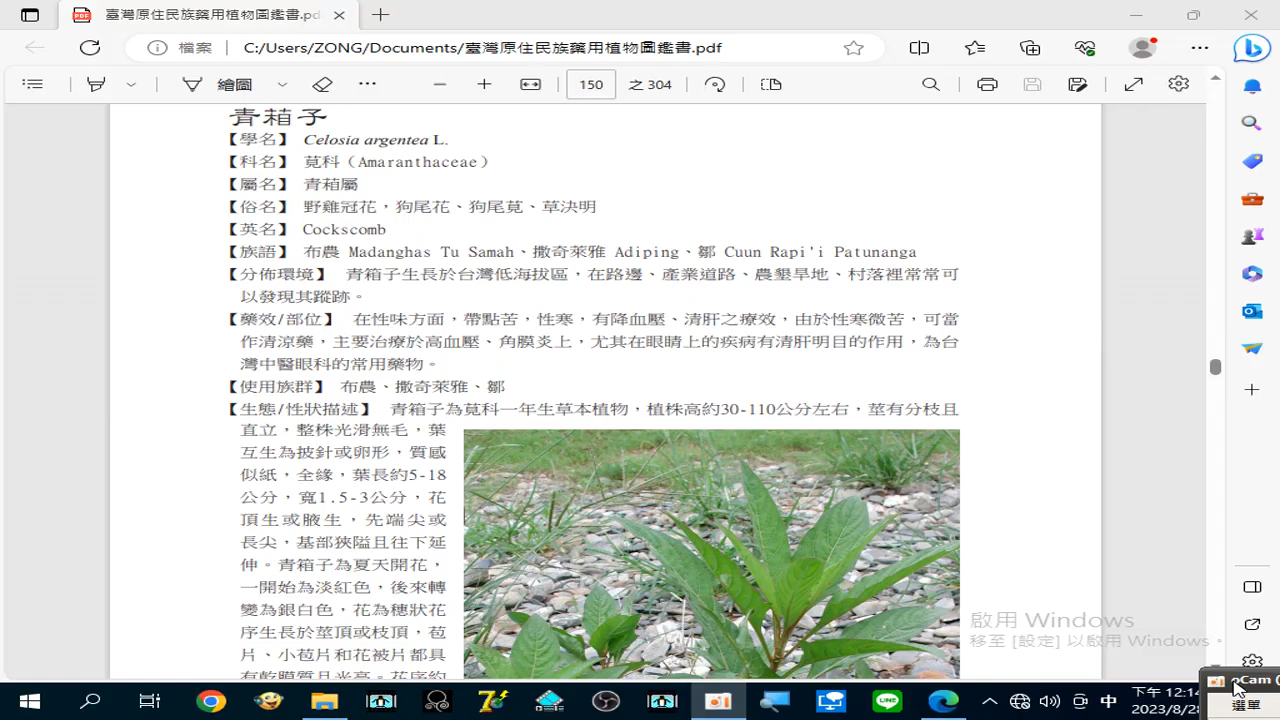 臺灣原住民族藥用植物圖鑑書.pdf
檔案 C:/Users/ZONG/Documents/臺灣原住民族藥用植物圖鑑書.pdf
繪圖 150 之 304
青葙子
【學名】 Celosia argentea L.
【科名】 莧科（Amaranthaceae）
【屬名】 青葙屬
【俗名】 野雞冠花，狗尾花、狗尾莧、草決明
【英名】 Cockscomb
【族語】 布農 Madanghas Tu Samah、撒奇萊雅 Adiping、鄒 Cuun Rapi'i Patunanga
【分佈環境】 青葙子生長於台灣低海拔區，在路邊、產業道路、農墾旱地、村落裡常常可
以發現其蹤跡。
【藥效/部位】 在性味方面，帶點苦，性寒，有降血壓、清肝之療效，由於性寒微苦，可當
作清涼藥，主要治療於高血壓、角膜炎上，尤其在眼睛上的疾病有清肝明目的作用，為台
灣中醫眼科的常用藥物。
【使用族群】 布農、撒奇萊雅、鄒
【生態/性狀描述】 青葙子為莧科一年生草本植物，植株高約30-110公分左右，莖有分枝且
直立，整株光滑無毛，葉
互生為披針或卵形，質感
似紙，全緣，葉長約5-18
公分，寬1.5-3公分，花
頂生或腋生，先端尖或
長尖，基部狹隘且往下延
伸。青葙子為夏天開花，
一開始為淡紅色，後來轉
變為銀白色，花為穗狀花
序生長於莖頂或枝頂，苞
片、小苞片和花被片都具
有乾膜質且光亮。花序約
啟用 Windows
移至 [設定] 以啟用 Windows。
oCam (
選單
中
下午 12:14
2023/8/28